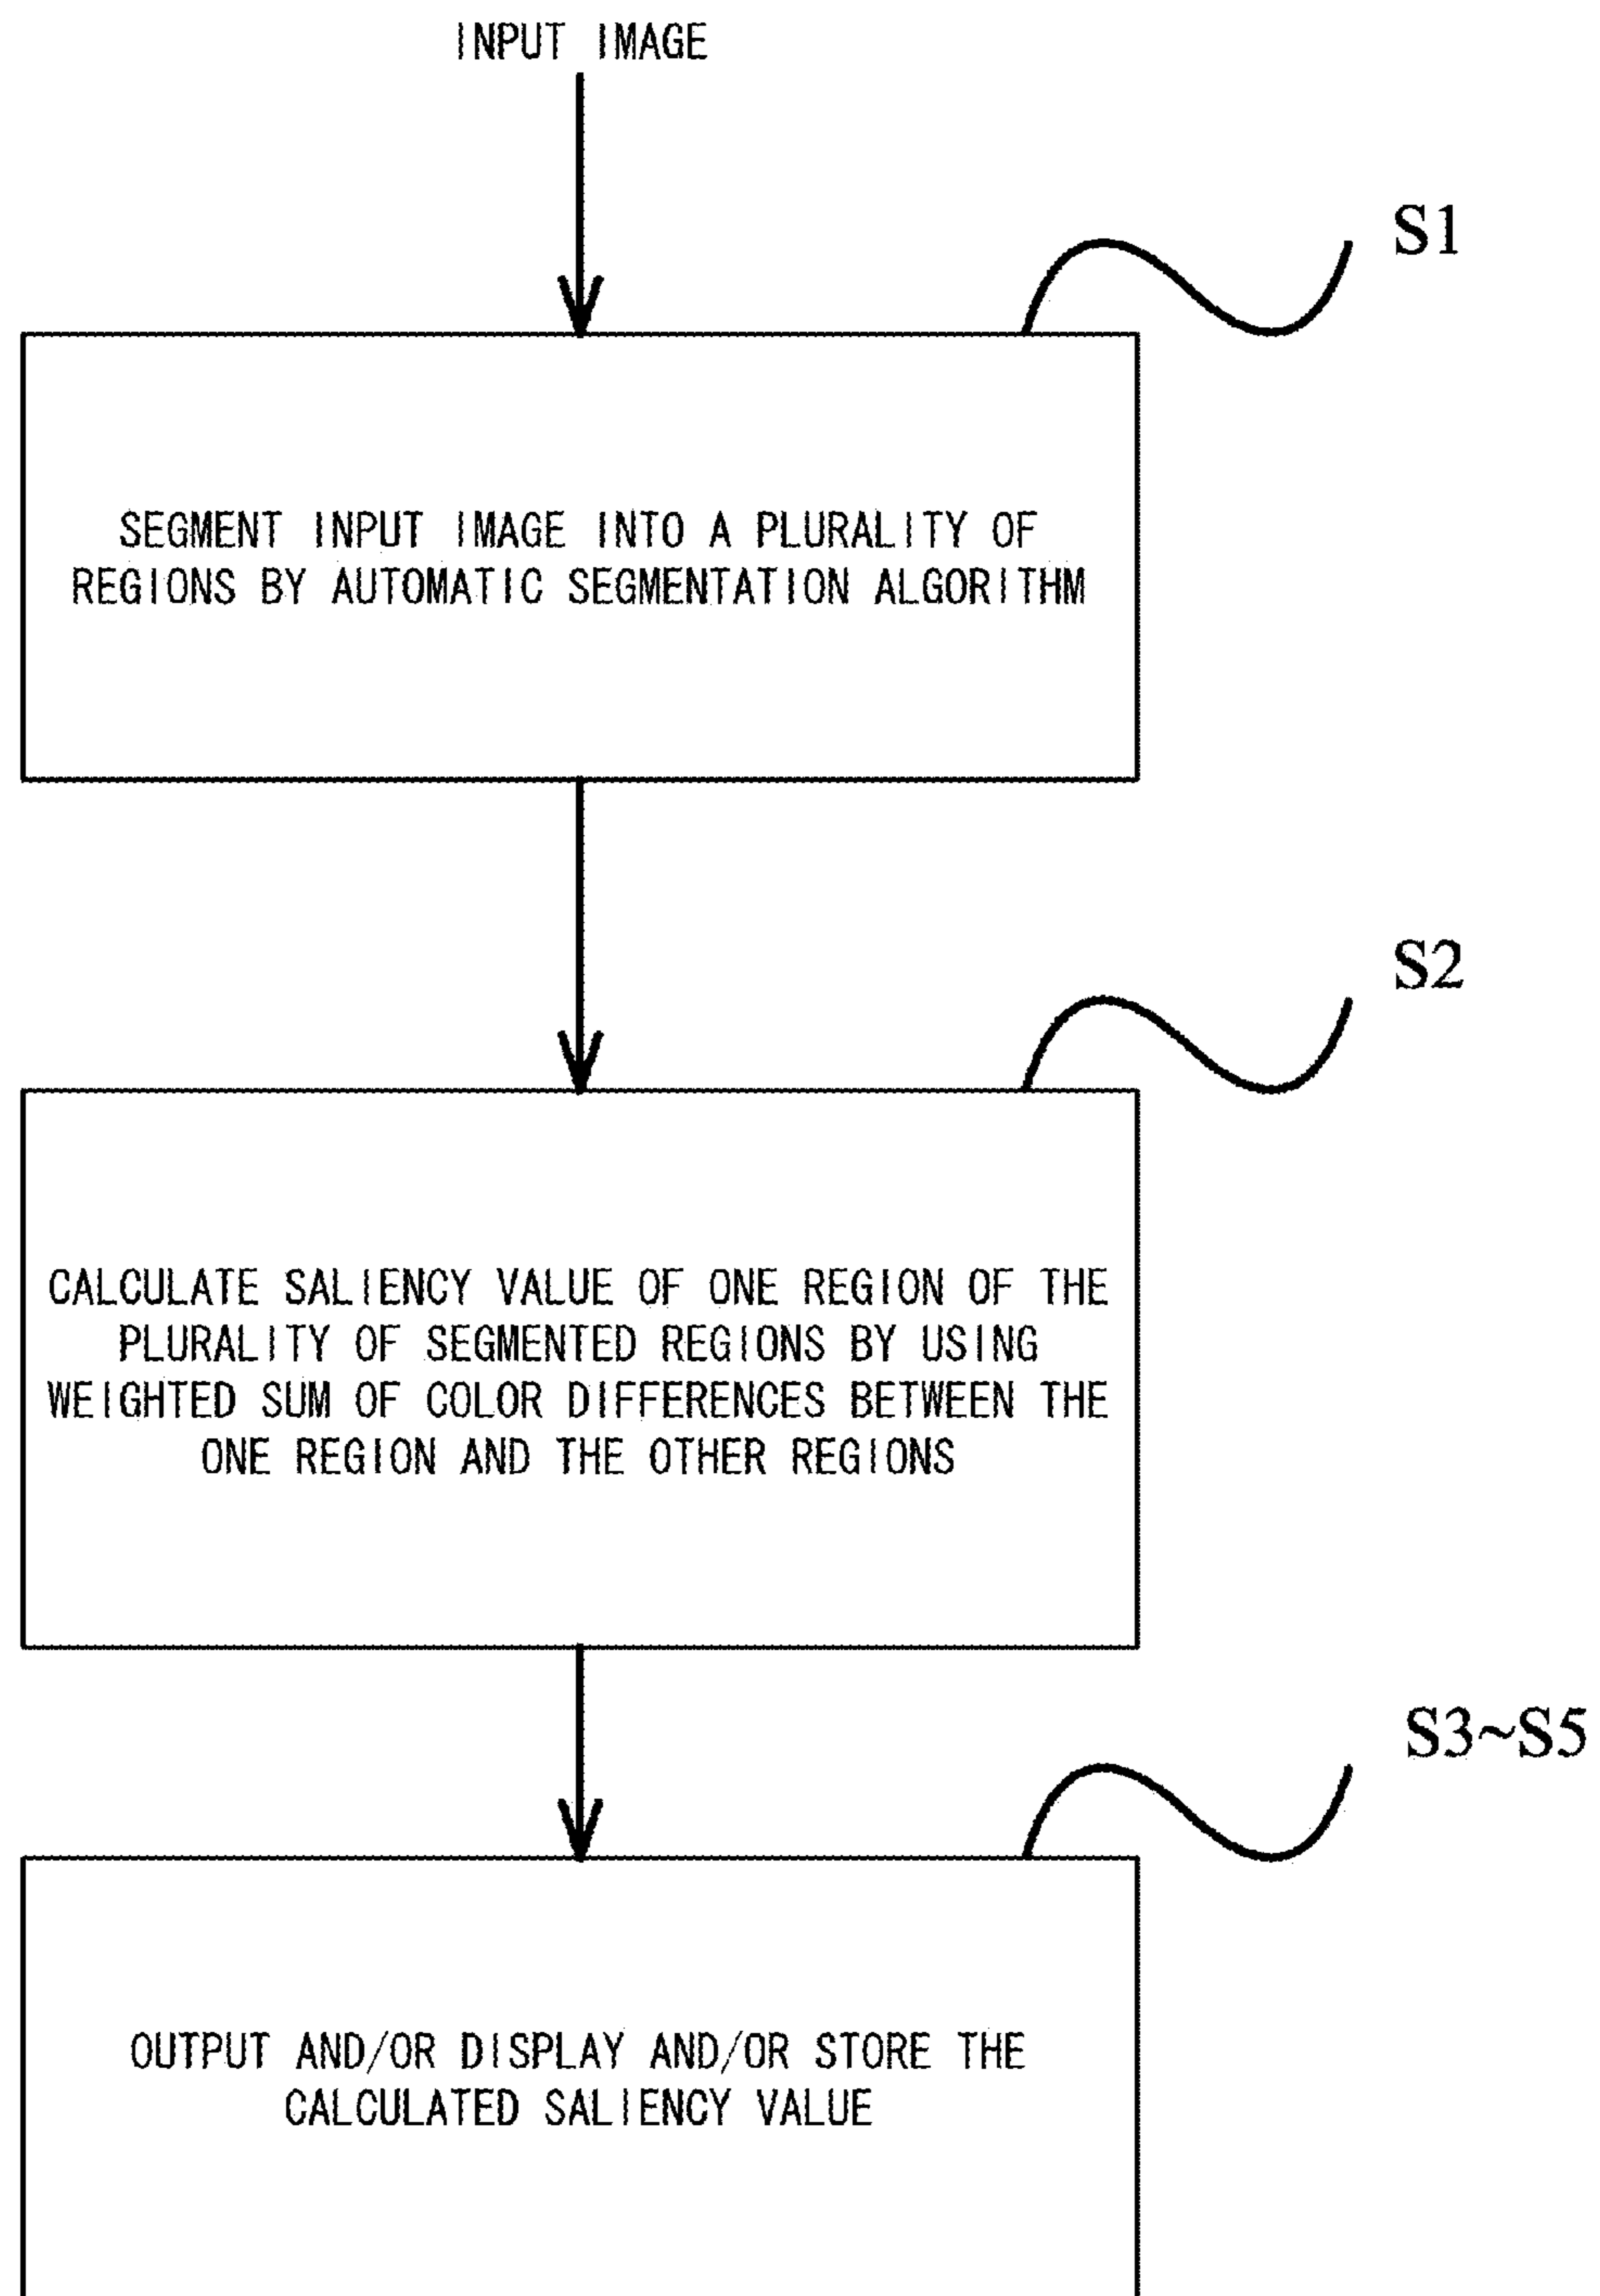 INPUT IMAGE
S1
SEGMENT INPUT IMAGE INTO A PLURALITY OF
REGIONS BY AUTOMATIC SEGMENTATION ALGORITHM
S2
CALCULATE SALIENCY VALUE OF ONE REGION OF THE
PLURALITY OF SEGMENTED REGIONS BY USING
WEIGHTED SUM OF COLOR DIFFERENCES BETWEEN THE
ONE REGION AND THE OTHER REGIONS
S3~S5
OUTPUT AND/OR DISPLAY AND/OR STORE THE
CALCULATED SALIENCY VALUE